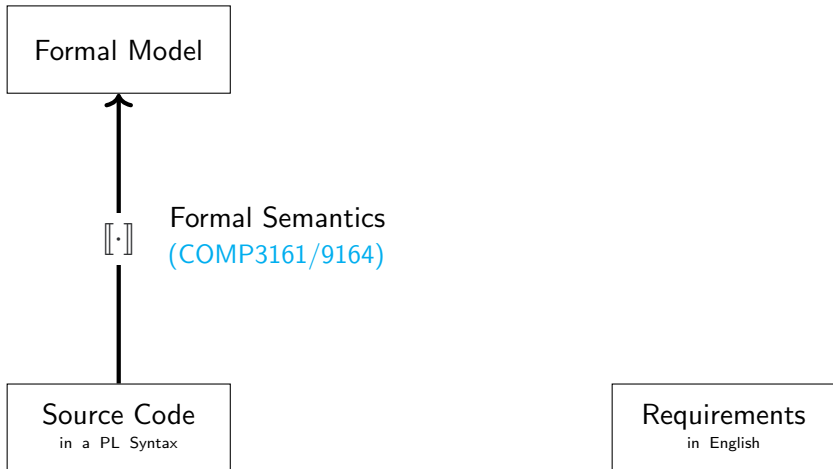 Formal Model
⟦·⟧
Formal Semantics
(COMP3161/9164)
Source Code
in a PL Syntax
Requirements
in English